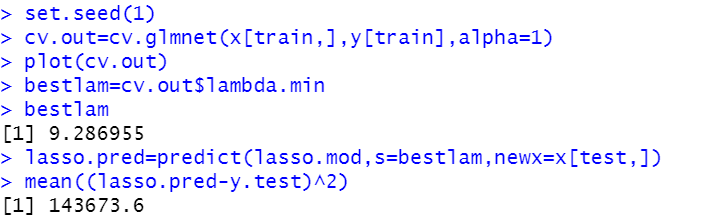 > set.seed(1)
> cv.out=cv.glmnet(x[train,],y[train],alpha=1)
> plot(cv.out)
> bestlam=cv.out$lambda.min
> bestlam
[1] 9.286955
> lasso.pred=predict(lasso.mod,s=bestlam,newx=x[test,])
> mean((lasso.pred-y.test)^2)
[1] 143673.6